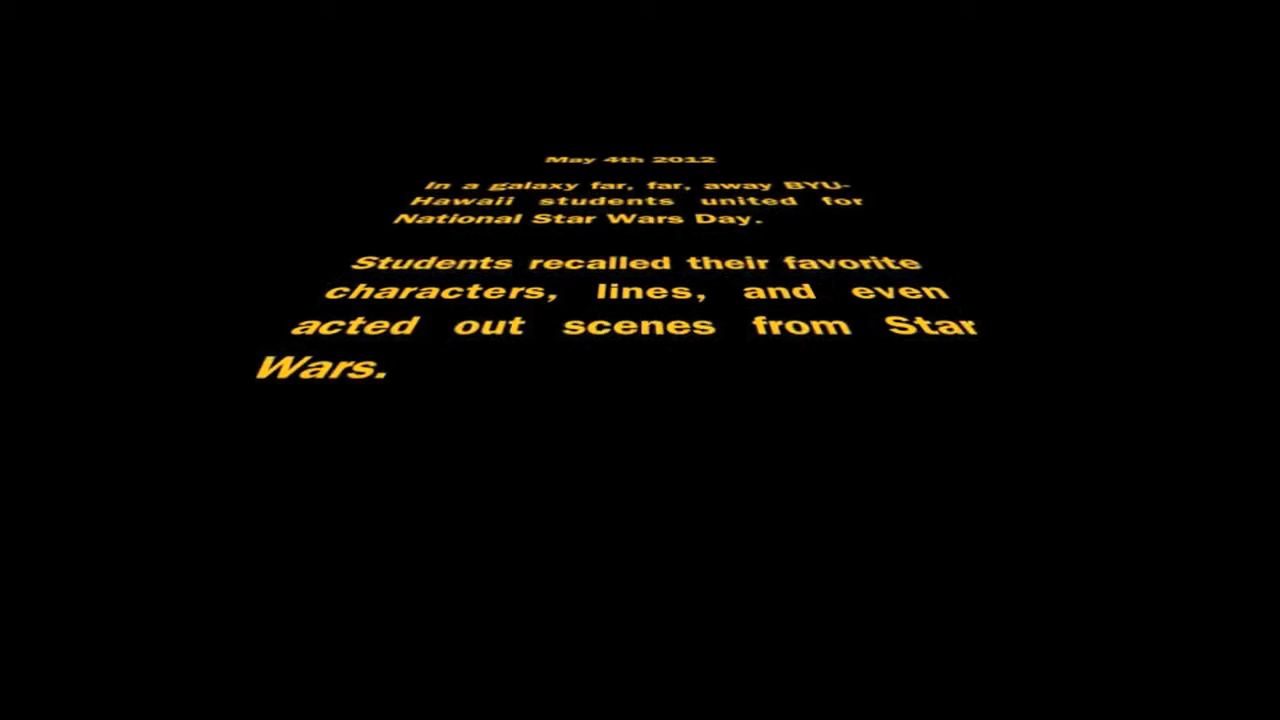 May 4th 2012
In a galaxy far, far, away BYU-
Hawaii students united for
National Star Wars Day.
Students recalled their favorite
characters, lines, and even
acted out scenes from Star
Wars.